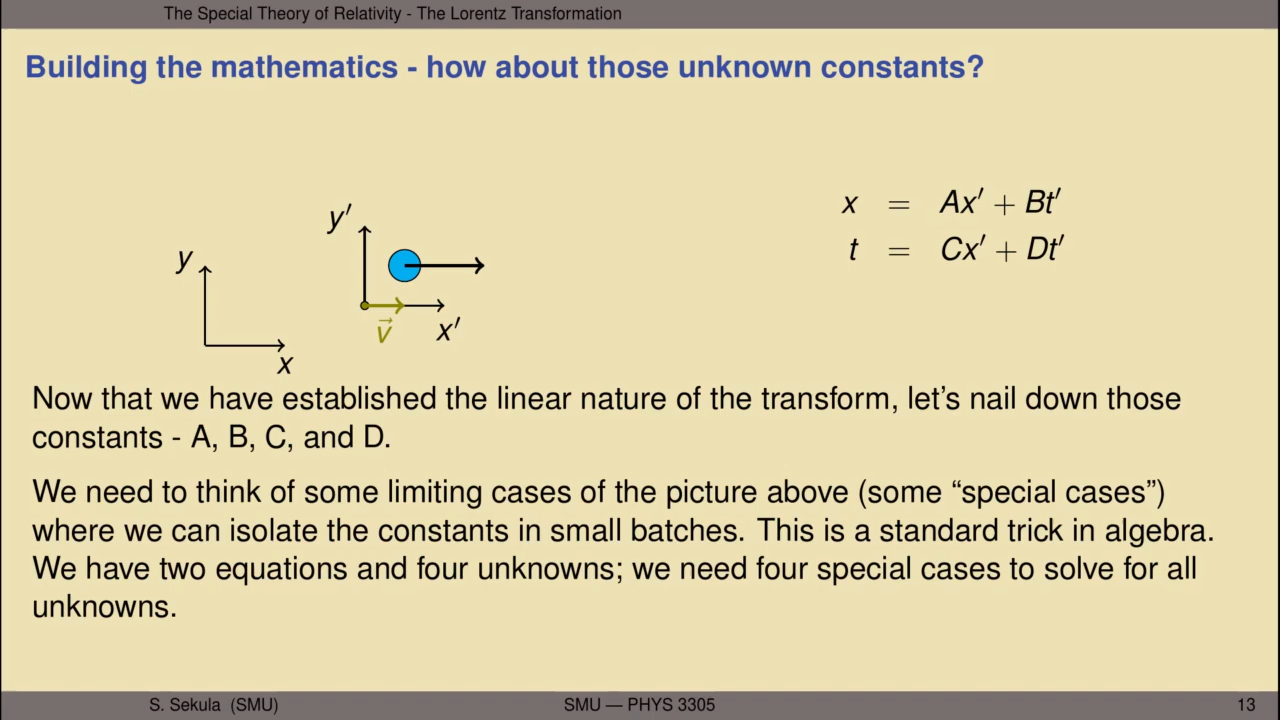 The Special Theory of Relativity - The Lorentz Transformation
Building the mathematics - how about those unknown constants?
x = Ax′ + Bt′
t = Cx′ + Dt′
y′
y
v⃗
x′
x
Now that we have established the linear nature of the transform, let's nail down those
constants - A, B, C, and D.
We need to think of some limiting cases of the picture above (some “special cases”)
where we can isolate the constants in small batches. This is a standard trick in algebra.
We have two equations and four unknowns; we need four special cases to solve for all
unknowns.
S. Sekula (SMU) SMU — PHYS 3305 13